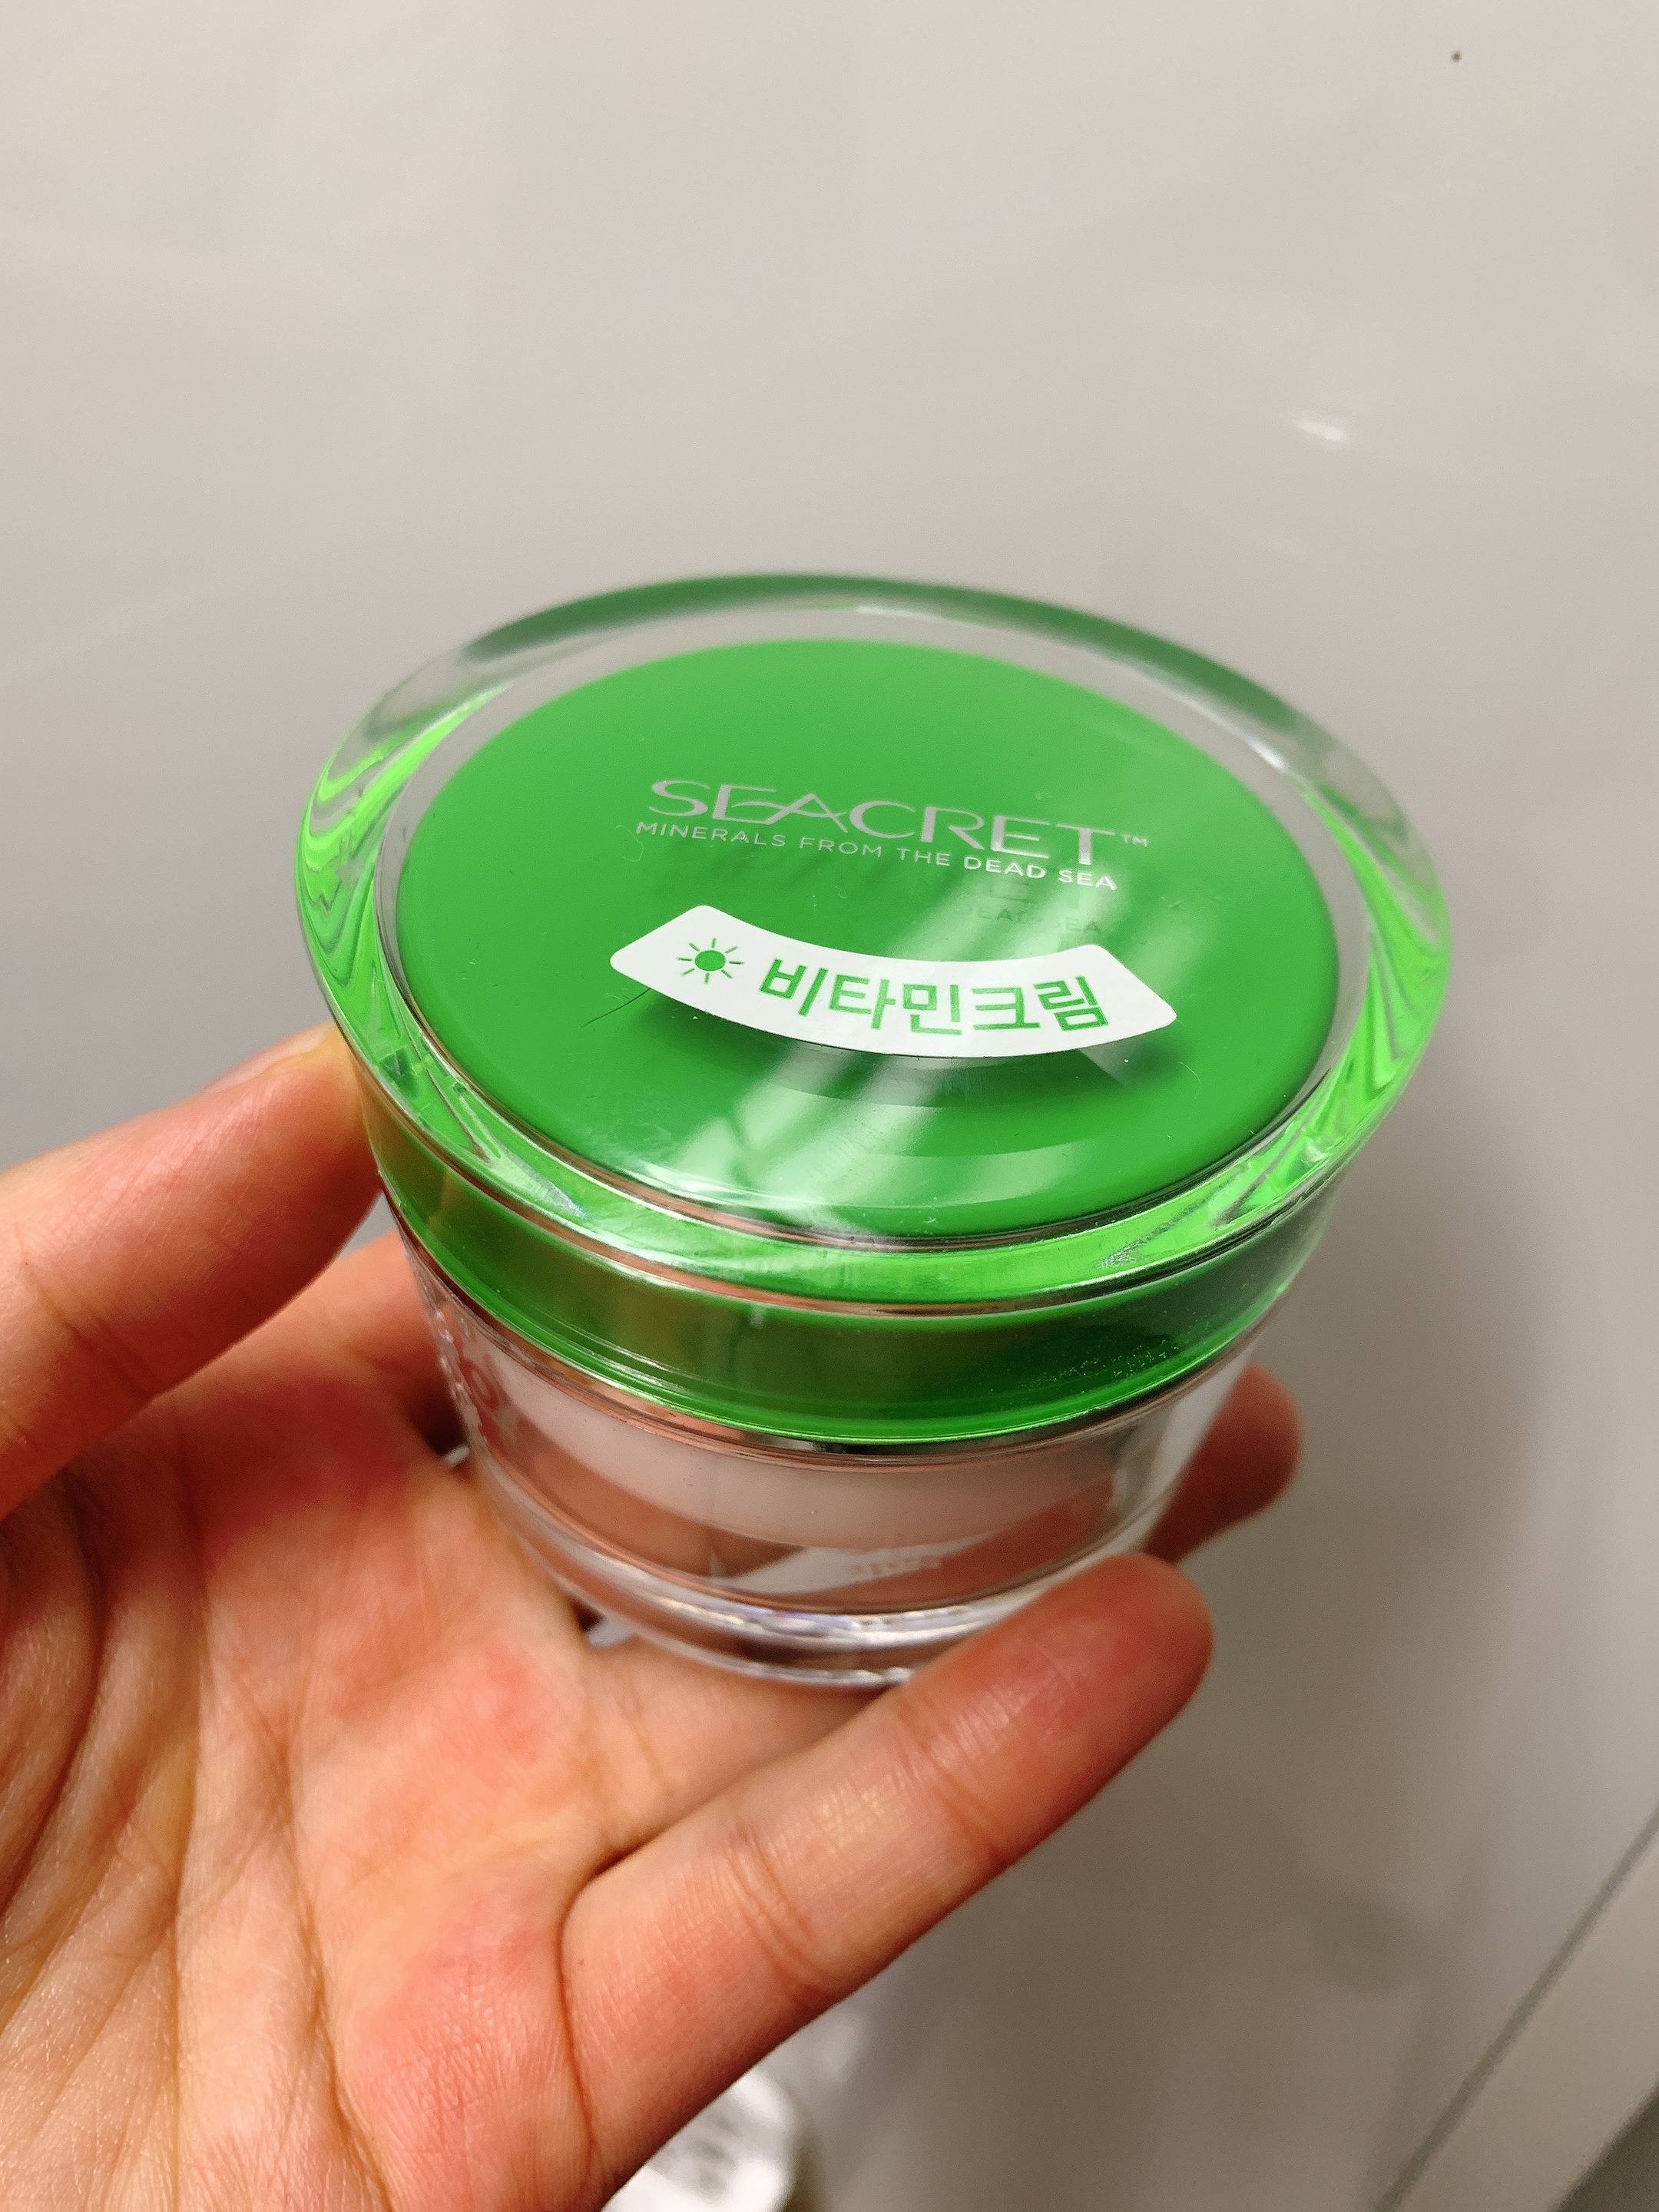 SEACRET™
MINERALS FROM THE DEAD SEA
비타민크림